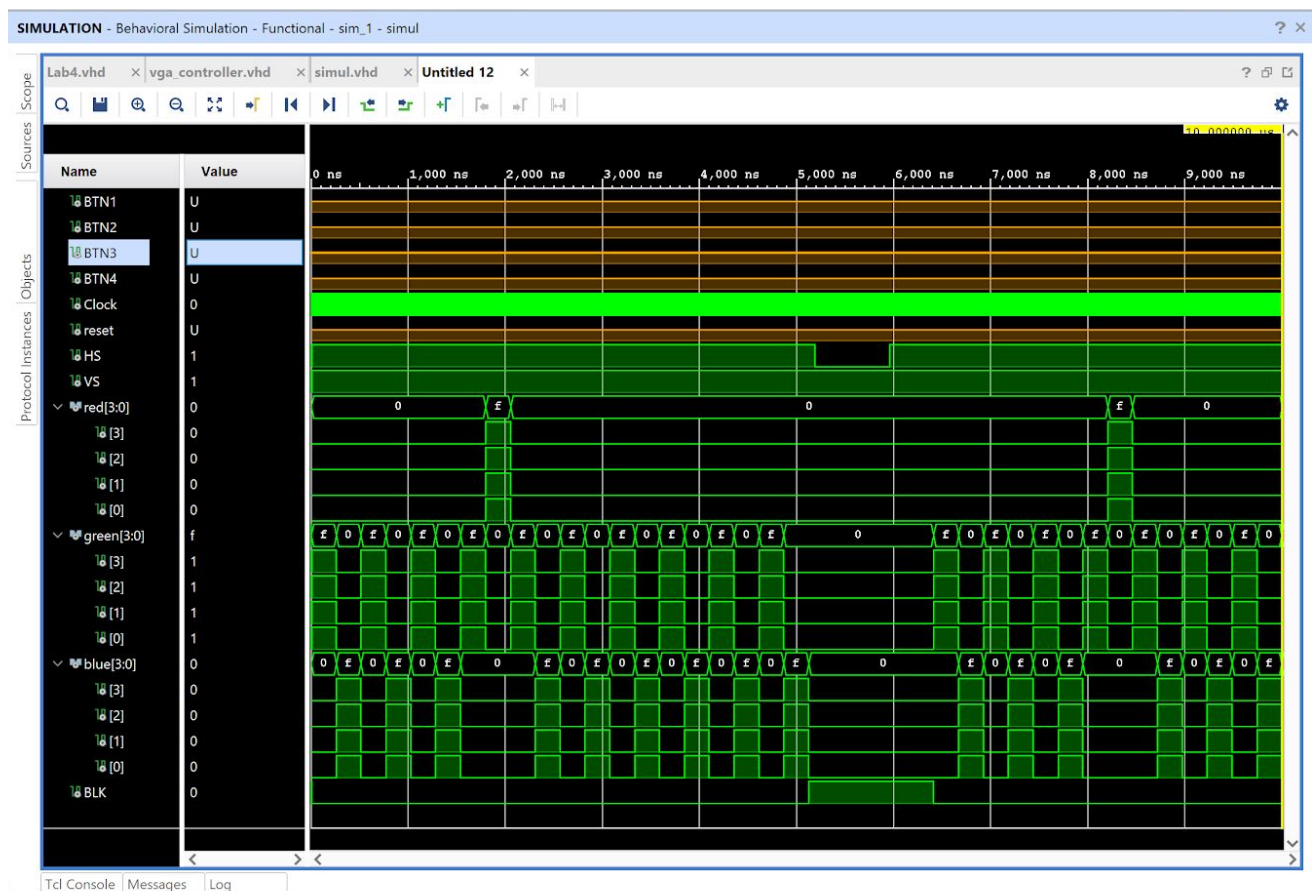 SIMULATION - Behavioral Simulation - Functional - sim_1 - simul
? ×
Scope
Sources
Objects
Protocol Instances
Lab4.vhd × vga_controller.vhd × simul.vhd × Untitled 12 ×
?
10.000000 us
Name Value
0 ns 1,000 ns 2,000 ns 3,000 ns 4,000 ns 5,000 ns 6,000 ns 7,000 ns 8,000 ns 9,000 ns
BTN1 U
BTN2 U
BTN3 U
BTN4 U
Clock 0
reset U
HS 1
VS 1
red[3:0] 0 0 f 0 f 0
[3] 0
[2] 0
[1] 0
[0] 0
green[3:0] f f 0 f 0 f 0 f 0 f 0 f 0 f 0 f 0 f 0 f 0 f 0 f 0 f 0 f 0 f 0 f 0 f 0
[3] 1
[2] 1
[1] 1
[0] 1
blue[3:0] 0 0 f 0 f 0 f 0 f 0 f 0 f 0 f 0 f 0 f 0 f 0 f 0 f 0 f 0 f 0 f
[3] 0
[2] 0
[1] 0
[0] 0
BLK 0
Tcl Console Messages Log